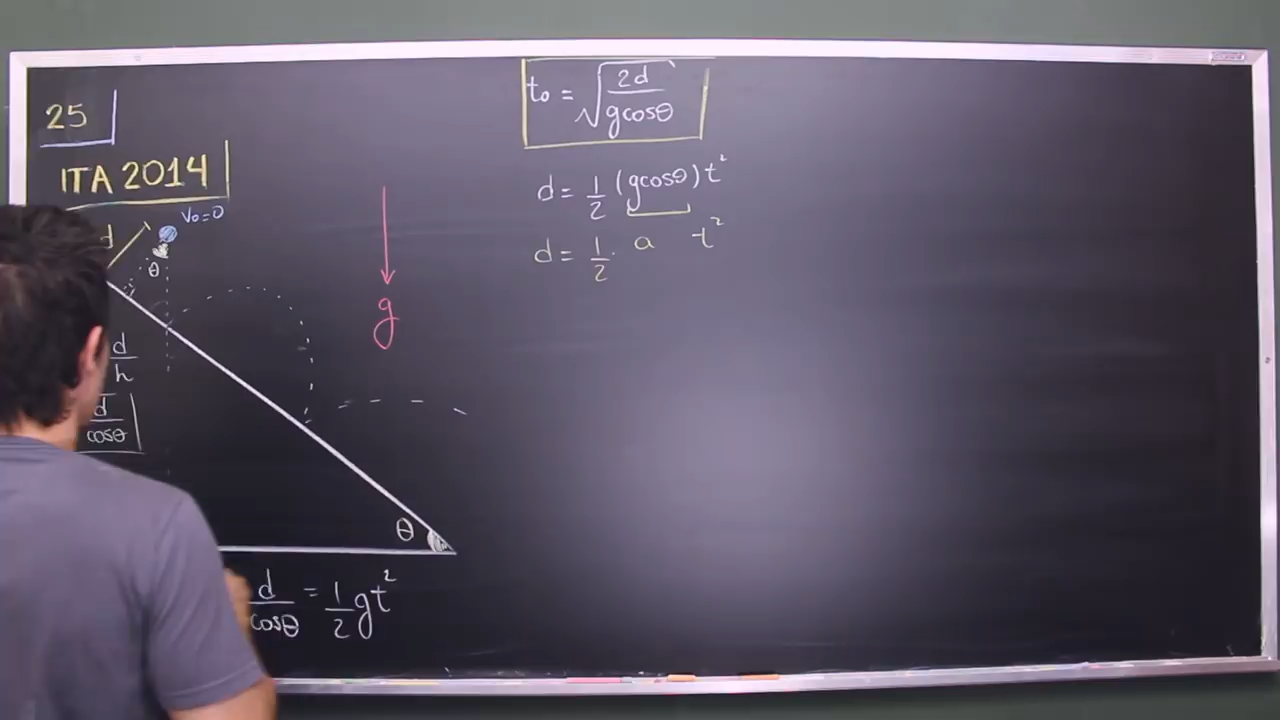 25
ITA 2014
d
V₀=0
θ
g
d/h
d/cosθ
θ
d/cosθ = 1/2 gt²
t₀ = √(2d/gcosθ)
d = 1/2 (gcosθ)t²
d = 1/2 · a t²